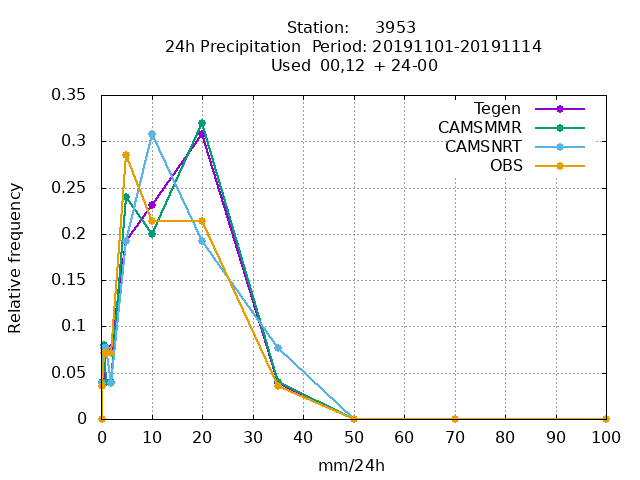 Station: 3953
24h Precipitation Period: 20191101-20191114
Used 00,12 + 24-00
Tegen
CAMSMMR
CAMSNRT
OBS
Relative frequency
0.35
0.3
0.25
0.2
0.15
0.1
0.05
0
0 10 20 30 40 50 60 70 80 90 100
mm/24h